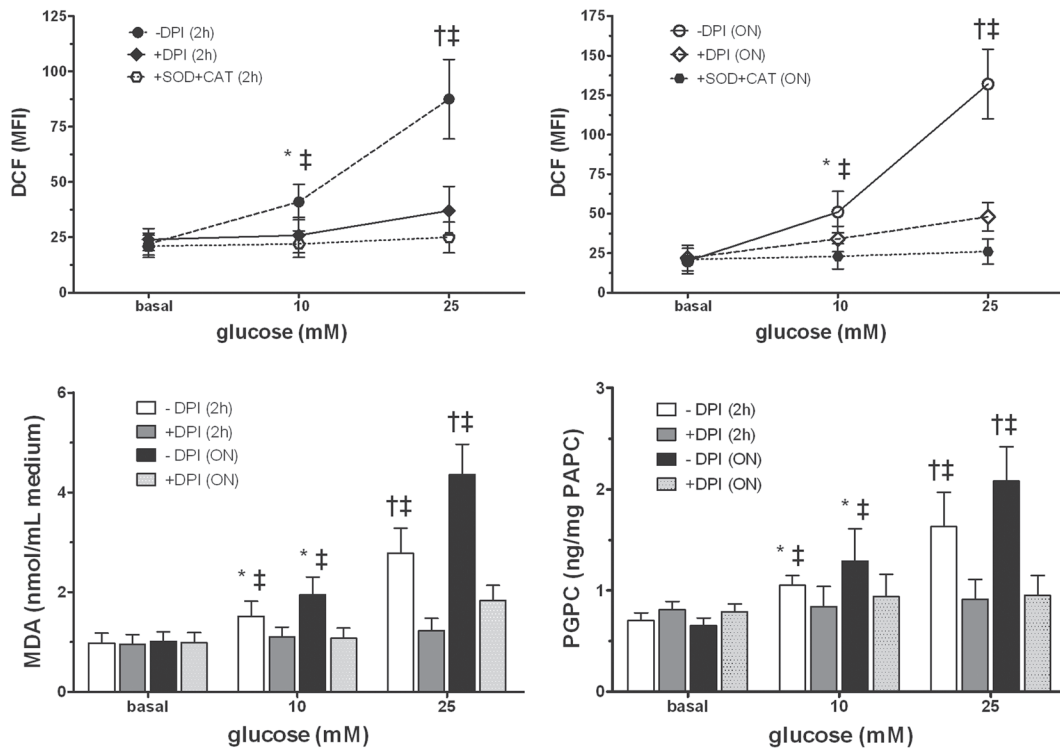 125
100
75
50
25
0
DCF (MFI)
-DPI (2h)
+DPI (2h)
+SOD+CAT (2h)
* ‡
†‡
basal 10 25
glucose (mM)
175
150
125
100
75
50
25
0
DCF (MFI)
-DPI (ON)
+DPI (ON)
+SOD+CAT (ON)
* ‡
†‡
basal 10 25
glucose (mM)
6
4
2
0
MDA (nmol/mL medium)
- DPI (2h)
+DPI (2h)
- DPI (ON)
+DPI (ON)
* ‡
* ‡
†‡
†‡
basal 10 25
glucose (mM)
3
2
1
0
PGPC (ng/mg PAPC)
- DPI (2h)
+DPI (2h)
- DPI (ON)
+DPI (ON)
* ‡
* ‡
†‡
†‡
basal 10 25
glucose (mM)